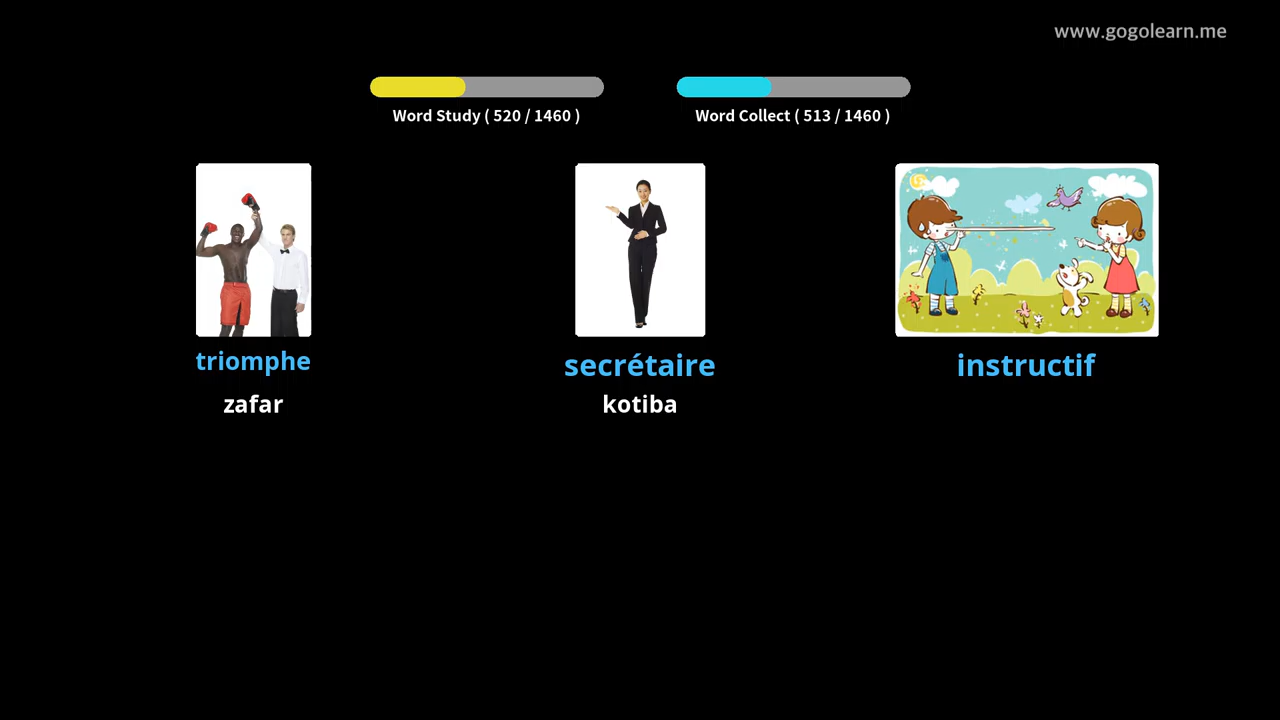 www.gogolearn.me
Word Study ( 520 / 1460 )
Word Collect ( 513 / 1460 )
triomphe
zafar
secrétaire
kotiba
instructif